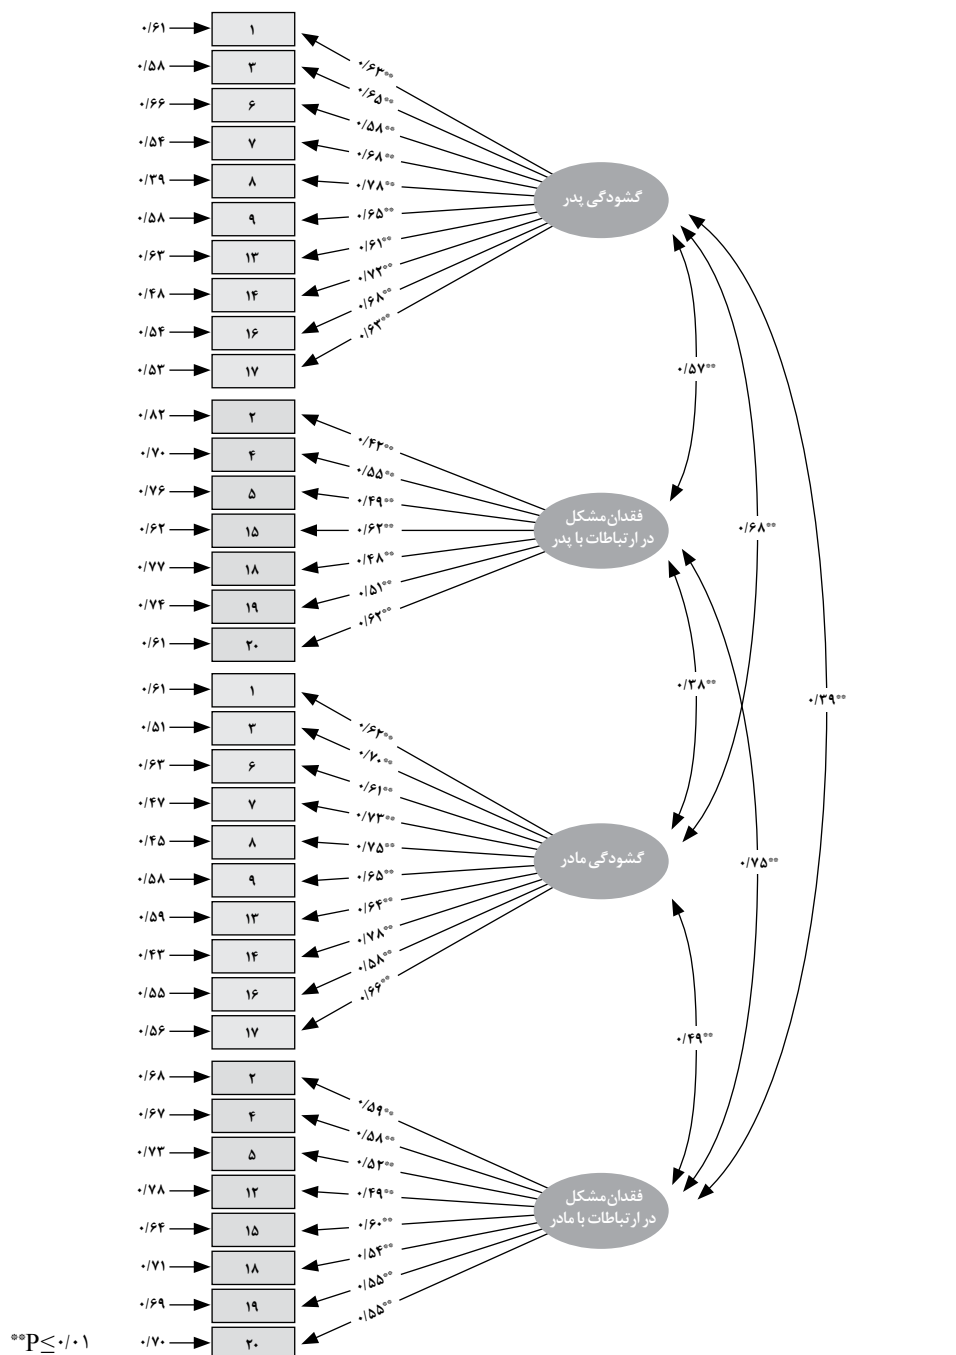 ۰/۶۱ ۱ ۰/۶۳**
۰/۵۸ ۳ ۰/۶۵**
۰/۶۶ ۶ ۰/۵۸**
۰/۵۴ ۷ ۰/۶۸**
۰/۳۹ ۸ ۰/۷۸**
گشودگی پدر
۰/۵۸ ۹ ۰/۶۵**
۰/۶۳ ۱۳ ۰/۶۱**
۰/۴۸ ۱۴ ۰/۷۲**
۰/۵۴ ۱۶ ۰/۶۸**
۰/۵۳ ۱۷ ۰/۶۳**
۰/۵۷**
۰/۸۲ ۲ ۰/۴۲**
۰/۷۰ ۴ ۰/۵۵**
۰/۷۶ ۵ ۰/۴۹**
فقدان مشکل
در ارتباطات با پدر
۰/۶۲ ۱۵ ۰/۶۲**
۰/۶۸**
۰/۷۷ ۱۸ ۰/۴۸**
۰/۷۴ ۱۹ ۰/۵۱**
۰/۶۱ ۲۰ ۰/۶۲**
۰/۳۸**
۰/۳۹**
۰/۶۱ ۱ ۰/۶۲**
۰/۵۱ ۳ ۰/۷۰**
۰/۶۳ ۶ ۰/۶۱**
۰/۴۷ ۷ ۰/۷۳**
۰/۴۵ ۸ ۰/۷۵**
گشودگی مادر
۰/۷۵**
۰/۵۸ ۹ ۰/۶۵**
۰/۵۹ ۱۳ ۰/۶۴**
۰/۴۳ ۱۴ ۰/۷۸**
۰/۵۵ ۱۶ ۰/۵۸**
۰/۵۶ ۱۷ ۰/۶۶**
۰/۴۹**
۰/۶۸ ۲ ۰/۵۹**
۰/۶۷ ۴ ۰/۵۸**
۰/۷۳ ۵ ۰/۵۲**
۰/۷۸ ۱۲ ۰/۴۹**
فقدان مشکل
در ارتباطات با مادر
۰/۶۴ ۱۵ ۰/۶۰**
۰/۷۱ ۱۸ ۰/۵۴**
۰/۶۹ ۱۹ ۰/۵۵**
۰/۷۰ ۲۰ ۰/۵۵**
**P≤۰/۰۱